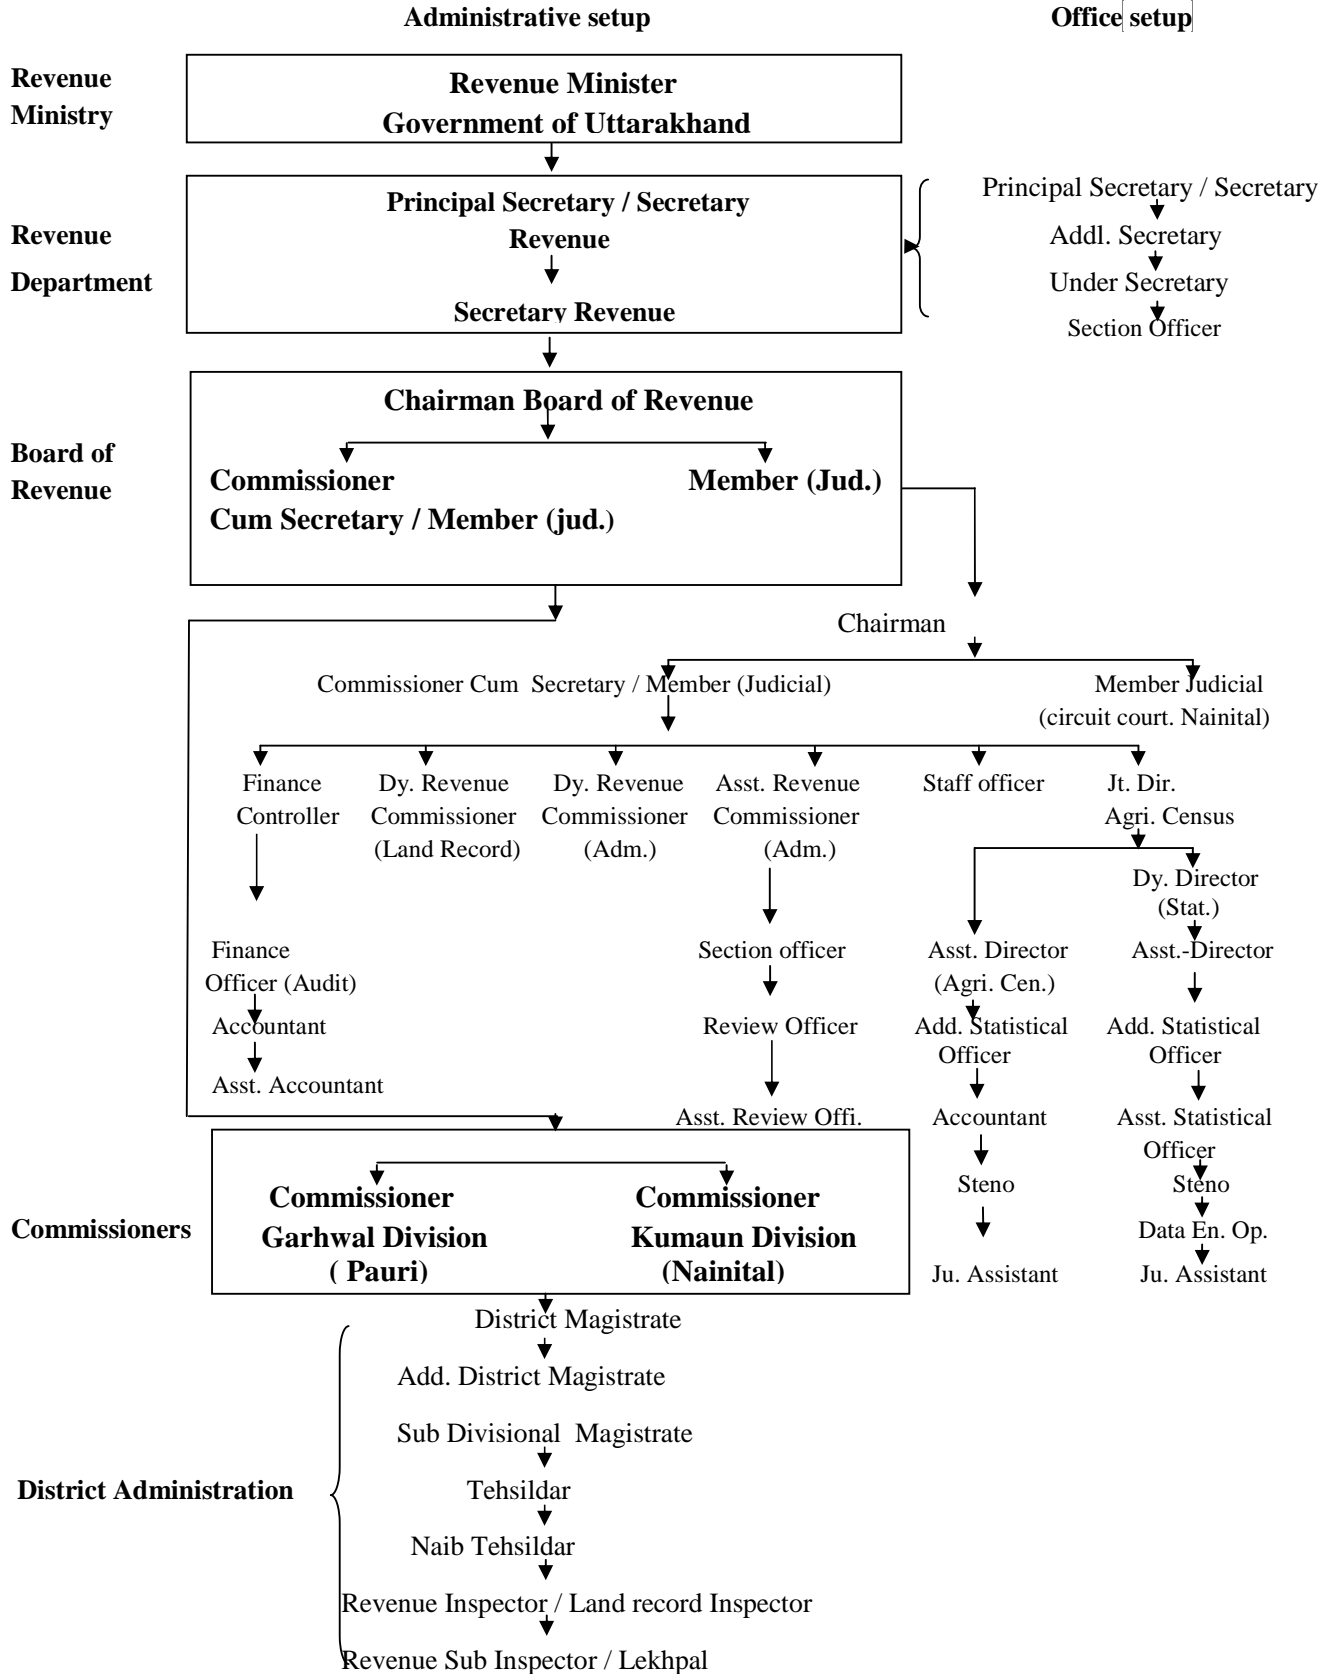 Administrative setup
Office setup
Revenue
Ministry
Revenue Minister
Government of Uttarakhand
Revenue
Department
Principal Secretary / Secretary
Revenue
Secretary Revenue
Principal Secretary / Secretary
Addl. Secretary
Under Secretary
Section Officer
Board of
Revenue
Chairman Board of Revenue
Commissioner
Cum Secretary / Member (jud.)
Member (Jud.)
Chairman
Commissioner Cum Secretary / Member (Judicial)
Member Judicial
(circuit court. Nainital)
Finance
Controller
Dy. Revenue
Commissioner
(Land Record)
Dy. Revenue
Commissioner
(Adm.)
Asst. Revenue
Commissioner
(Adm.)
Staff officer
Jt. Dir.
Agri. Census
Dy. Director
(Stat.)
Finance
Officer (Audit)
Accountant
Asst. Accountant
Section officer
Review Officer
Asst. Review Offi.
Asst. Director
(Agri. Cen.)
Add. Statistical
Officer
Accountant
Steno
Ju. Assistant
Asst.-Director
Add. Statistical
Officer
Asst. Statistical
Officer
Steno
Data En. Op.
Ju. Assistant
Commissioners
Commissioner
Garhwal Division
( Pauri)
Commissioner
Kumaun Division
(Nainital)
District Administration
District Magistrate
Add. District Magistrate
Sub Divisional Magistrate
Tehsildar
Naib Tehsildar
Revenue Inspector / Land record Inspector
Revenue Sub Inspector / Lekhpal